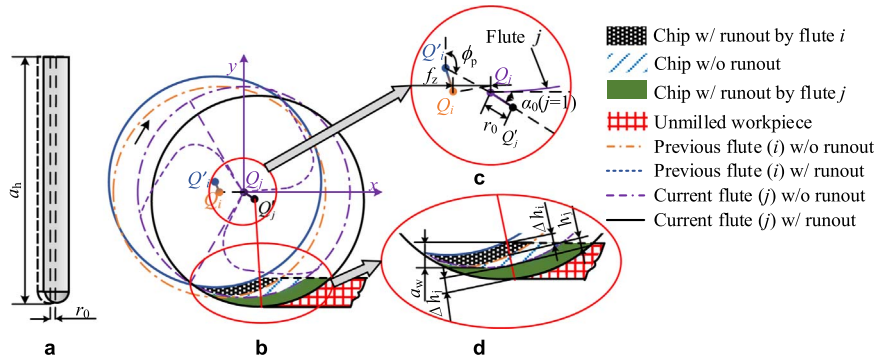 a_h
r_0
a
y
x
Q'_i
Q_i
Q_j
Q'_j
b
Q'_i
ϕ_p
f_z
Q_i
Q_j
Flute j
α_0(j=1)
r_0
Q'_j
c
a_w
Δh_j
Δh_i
h_j
d
Chip w/ runout by flute i
Chip w/o runout
Chip w/ runout by flute j
Unmilled workpiece
Previous flute (i) w/o runout
Previous flute (i) w/ runout
Current flute (j) w/o runout
Current flute (j) w/ runout